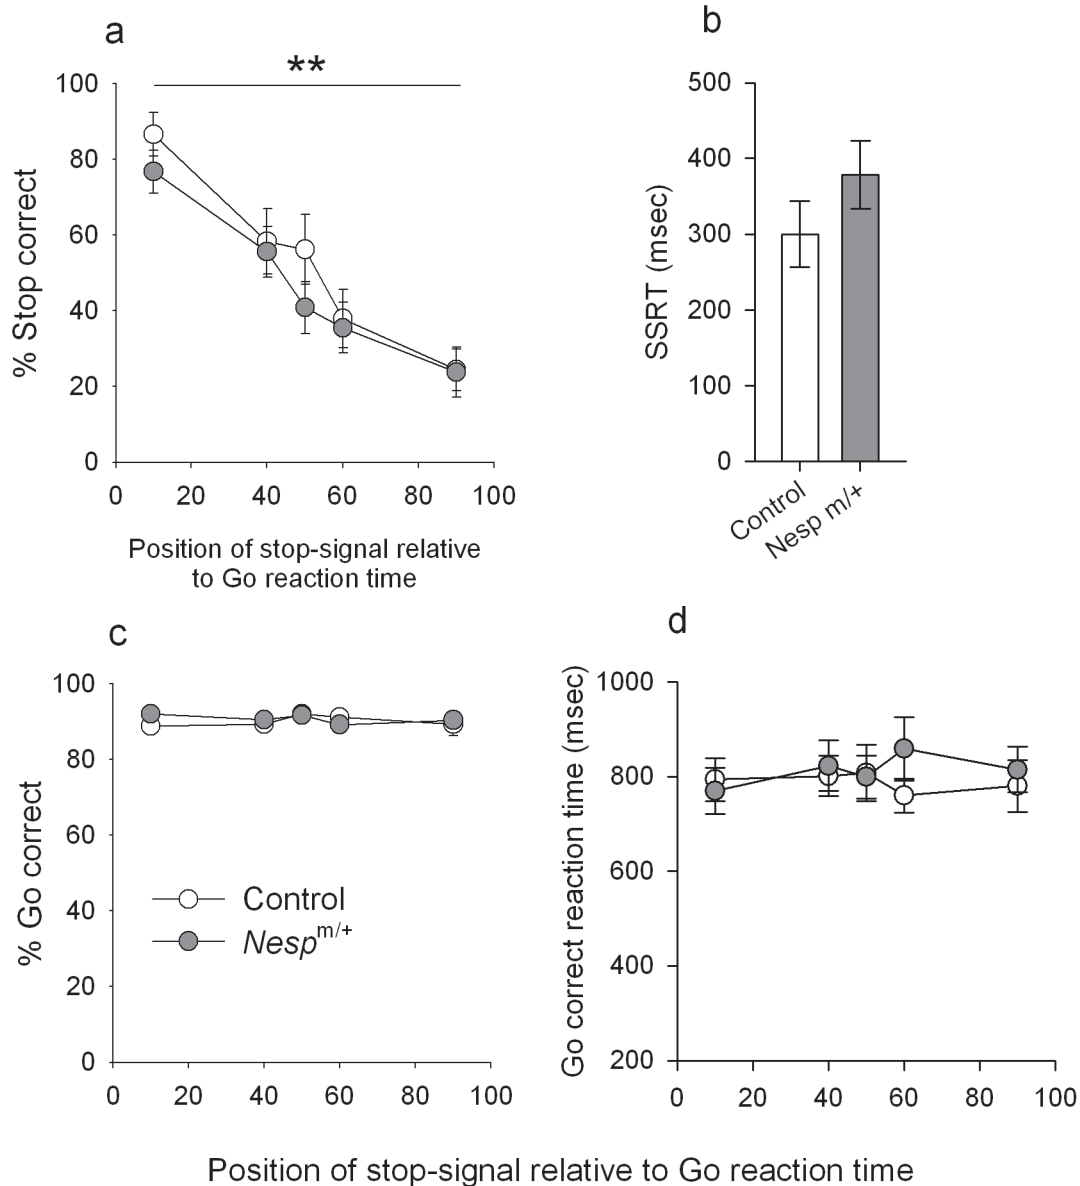 a
**
100
80
60
40
20
0
% Stop correct
0 20 40 60 80 100
Position of stop-signal relative
to Go reaction time
b
500
400
300
200
100
0
SSRT (msec)
Control
Nesp m/+
c
100
80
60
40
20
0
% Go correct
Control
Nesp m/+
0 20 40 60 80 100
d
1000
800
600
400
200
Go correct reaction time (msec)
0 20 40 60 80 100
Position of stop-signal relative to Go reaction time